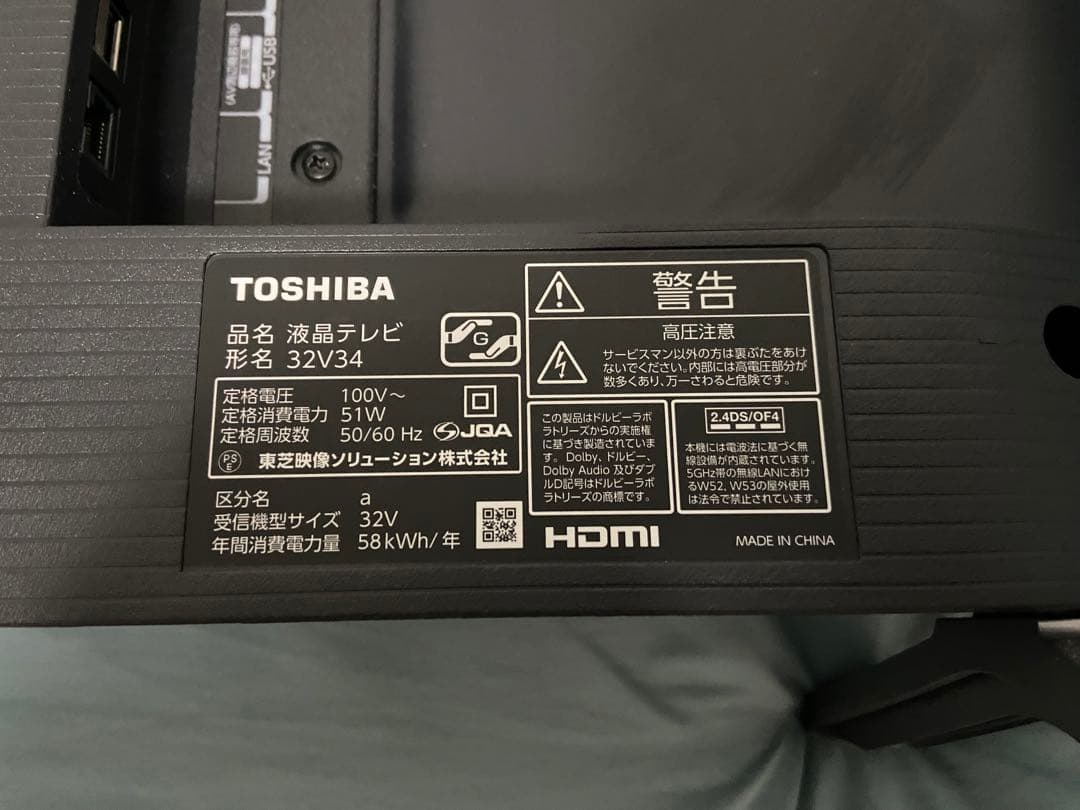 USB
LAN
TOSHIBA
品名 液晶テレビ
形名 32V34
G
定格電圧 100V～
定格消費電力 51W
定格周波数 50/60 Hz
JQA
PS
E
東芝映像ソリューション株式会社
区分名 a
受信機型サイズ 32V
年間消費電力量 58kWh/年
警告
高圧注意
サービスマン以外の方は裏ぶたをあけ
ないでください。内部には高電圧部分が
数多くあり、万一さわると危険です。
この製品はドルビーラボ
ラトリーズからの実施権
に基づき製造されていま
す。Dolby、ドルビー、
Dolby Audio 及びダブ
ルD記号はドルビーラボ
ラトリーズの商標です。
2.4DS/OF4
本機には電波法に基づく無
線設備が内蔵されています。
5GHz帯の無線LANにおけ
るW52、W53の屋外使用
は法令で禁止されています。
HDMI
MADE IN CHINA